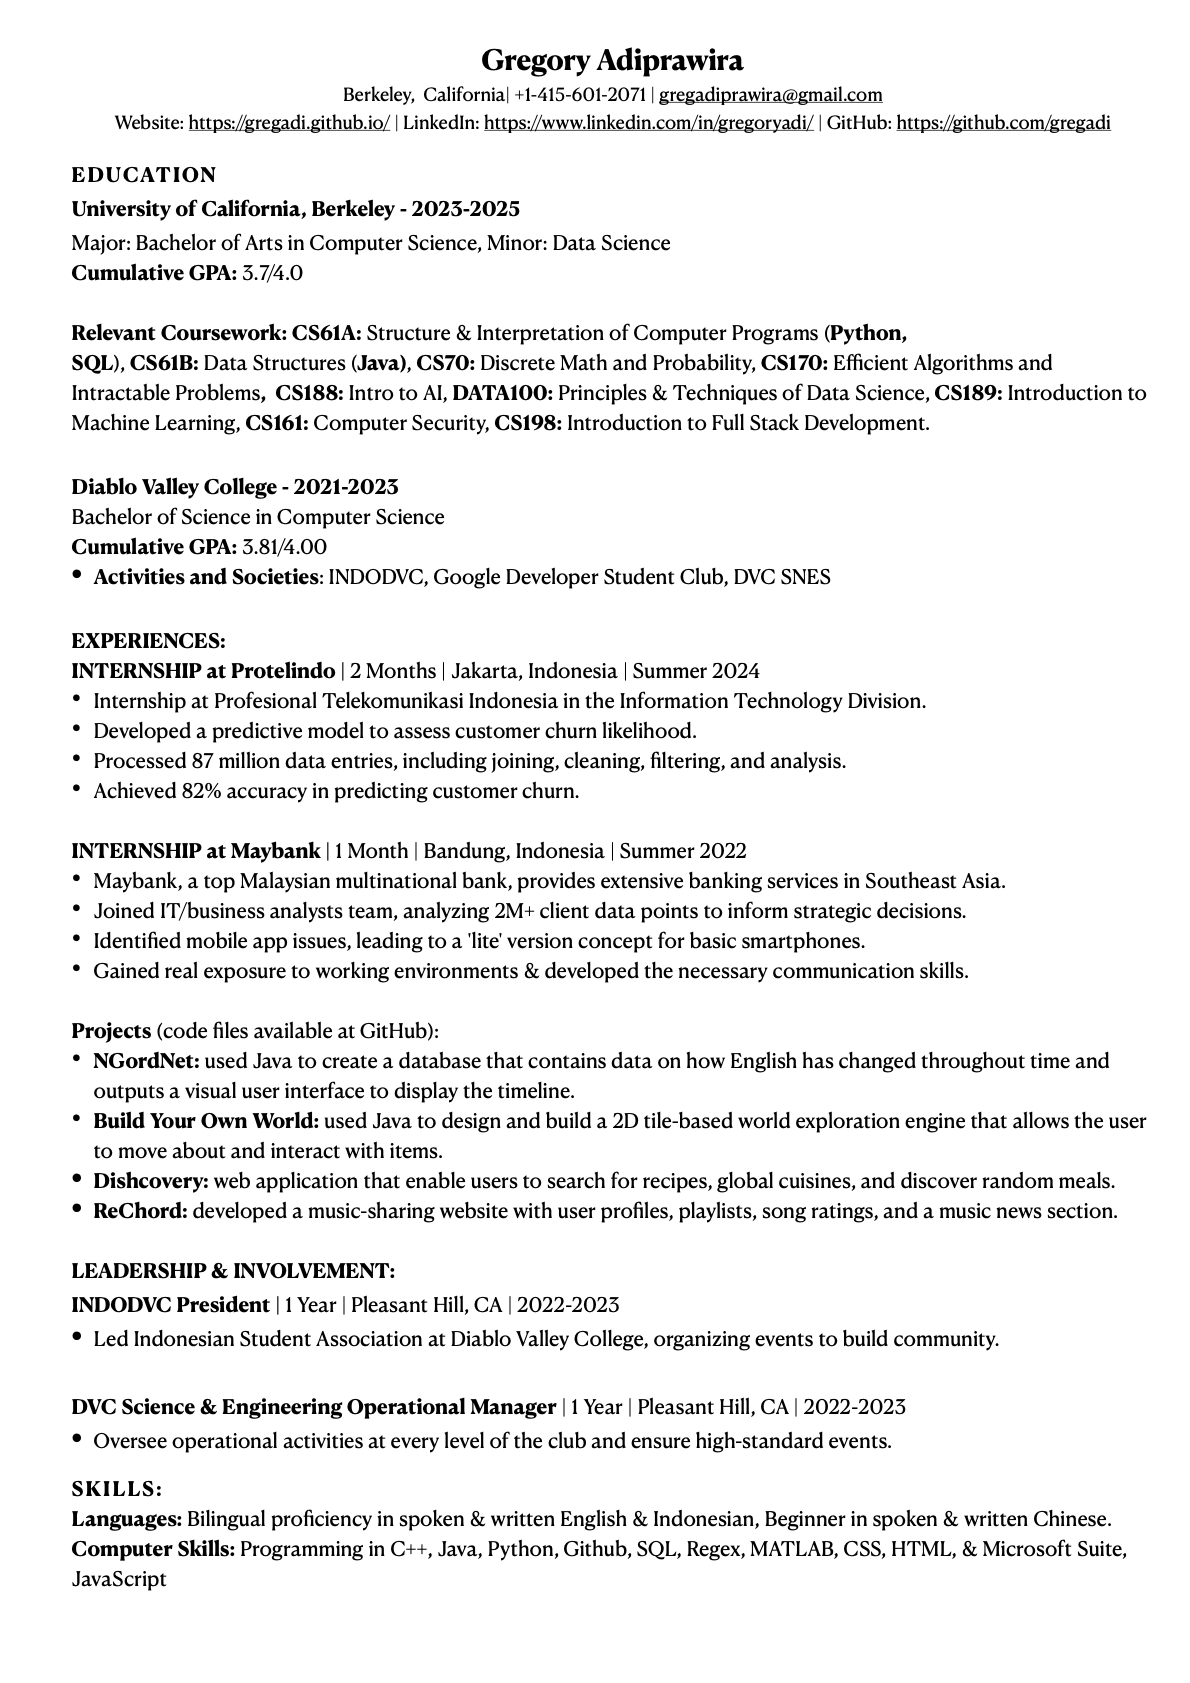 Gregory Adiprawira
Berkeley,  California| +1-415-601-2071 | gregadiprawira@gmail.com
Website: https://gregadi.github.io/ | LinkedIn: https://www.linkedin.com/in/gregoryadi/ | GitHub: https://github.com/gregadi
EDUCATION
University of California, Berkeley - 2023-2025
Major: Bachelor of Arts in Computer Science, Minor: Data Science
Cumulative GPA: 3.7/4.0
Relevant Coursework: CS61A: Structure & Interpretation of Computer Programs (Python,
SQL), CS61B: Data Structures (Java), CS70: Discrete Math and Probability, CS170: Efficient Algorithms and
Intractable Problems,  CS188: Intro to AI, DATA100: Principles & Techniques of Data Science, CS189: Introduction to
Machine Learning, CS161: Computer Security, CS198: Introduction to Full Stack Development.
Diablo Valley College - 2021-2023
Bachelor of Science in Computer Science
Cumulative GPA: 3.81/4.00
• Activities and Societies: INDODVC, Google Developer Student Club, DVC SNES
EXPERIENCES:
INTERNSHIP at Protelindo | 2 Months | Jakarta, Indonesia | Summer 2024
• Internship at Profesional Telekomunikasi Indonesia in the Information Technology Division.
• Developed a predictive model to assess customer churn likelihood.
• Processed 87 million data entries, including joining, cleaning, filtering, and analysis.
• Achieved 82% accuracy in predicting customer churn.
INTERNSHIP at Maybank | 1 Month | Bandung, Indonesia | Summer 2022
• Maybank, a top Malaysian multinational bank, provides extensive banking services in Southeast Asia.
• Joined IT/business analysts team, analyzing 2M+ client data points to inform strategic decisions.
• Identified mobile app issues, leading to a 'lite' version concept for basic smartphones.
• Gained real exposure to working environments & developed the necessary communication skills.
Projects (code files available at GitHub):
• NGordNet: used Java to create a database that contains data on how English has changed throughout time and
outputs a visual user interface to display the timeline.
• Build Your Own World: used Java to design and build a 2D tile-based world exploration engine that allows the user
to move about and interact with items.
• Dishcovery: web application that enable users to search for recipes, global cuisines, and discover random meals.
• ReChord: developed a music-sharing website with user profiles, playlists, song ratings, and a music news section.
LEADERSHIP & INVOLVEMENT:
INDODVC President | 1 Year | Pleasant Hill, CA | 2022-2023
• Led Indonesian Student Association at Diablo Valley College, organizing events to build community.
DVC Science & Engineering Operational Manager | 1 Year | Pleasant Hill, CA | 2022-2023
• Oversee operational activities at every level of the club and ensure high-standard events.
SKILLS:
Languages: Bilingual proficiency in spoken & written English & Indonesian, Beginner in spoken & written Chinese.
Computer Skills: Programming in C++, Java, Python, Github, SQL, Regex, MATLAB, CSS, HTML, & Microsoft Suite,
JavaScript